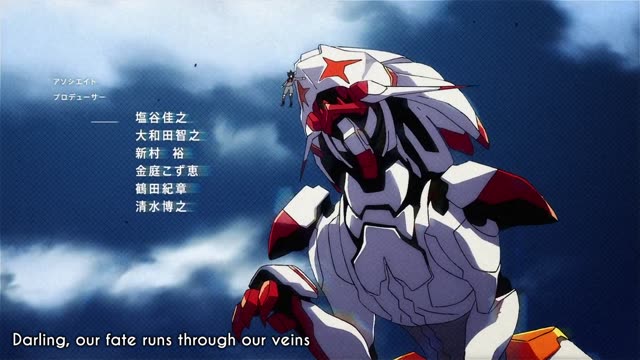 アソシエイト
プロデューサー
塩谷佳之
大和田智之
新村　裕
金庭こず恵
鶴田紀章
清水博之
Darling, our fate runs through our veins